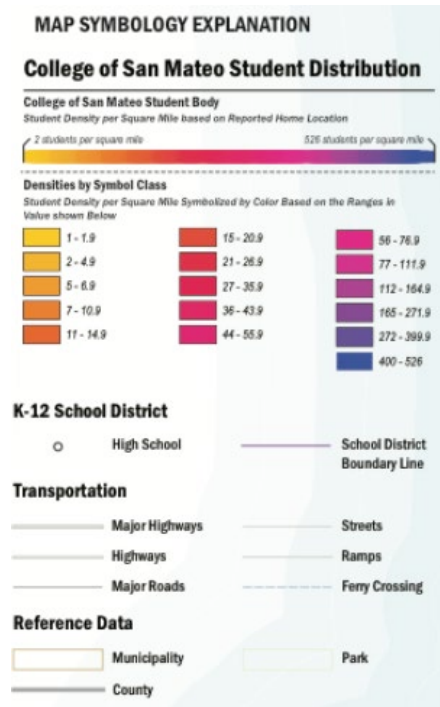 MAP SYMBOLOGY EXPLANATION
College of San Mateo Student Distribution
College of San Mateo Student Body
Student Density per Square Mile based on Reported Home Location
2 students per square mile 526 students per square mile
Densities by Symbol Class
Student Density per Square Mile Symbolized by Color Based on the Ranges in
Value shown Below
1 - 1.9 15 - 20.9 56 - 76.9
2 - 4.9 21 - 26.9 77 - 111.9
5 - 6.9 27 - 35.9 112 - 164.9
7 - 10.9 36 - 43.9 165 - 271.9
11 - 14.9 44 - 55.9 272 - 399.9
400 - 526
K-12 School District
High School School District
Boundary Line
Transportation
Major Highways Streets
Highways Ramps
Major Roads Ferry Crossing
Reference Data
Municipality Park
County